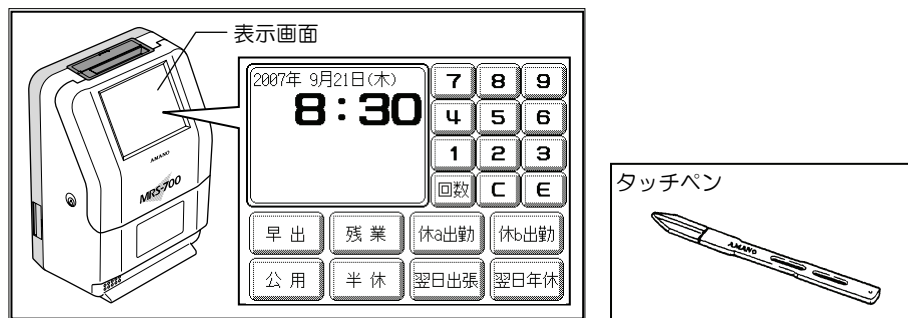 表示画面
2007年 9月21日(木)
8:30
7 8 9
4 5 6
1 2 3
回数 C E
早出 残業 休a出勤 休b出勤
公用 半休 翌日出張 翌日年休
AMANO
MRS-700
タッチペン
AMANO